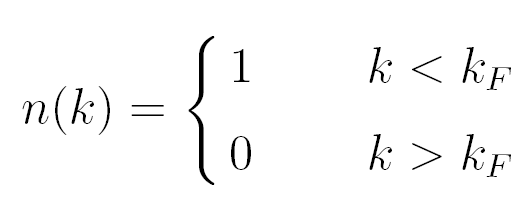 n(k) = { 1 k < k_F
0 k > k_F